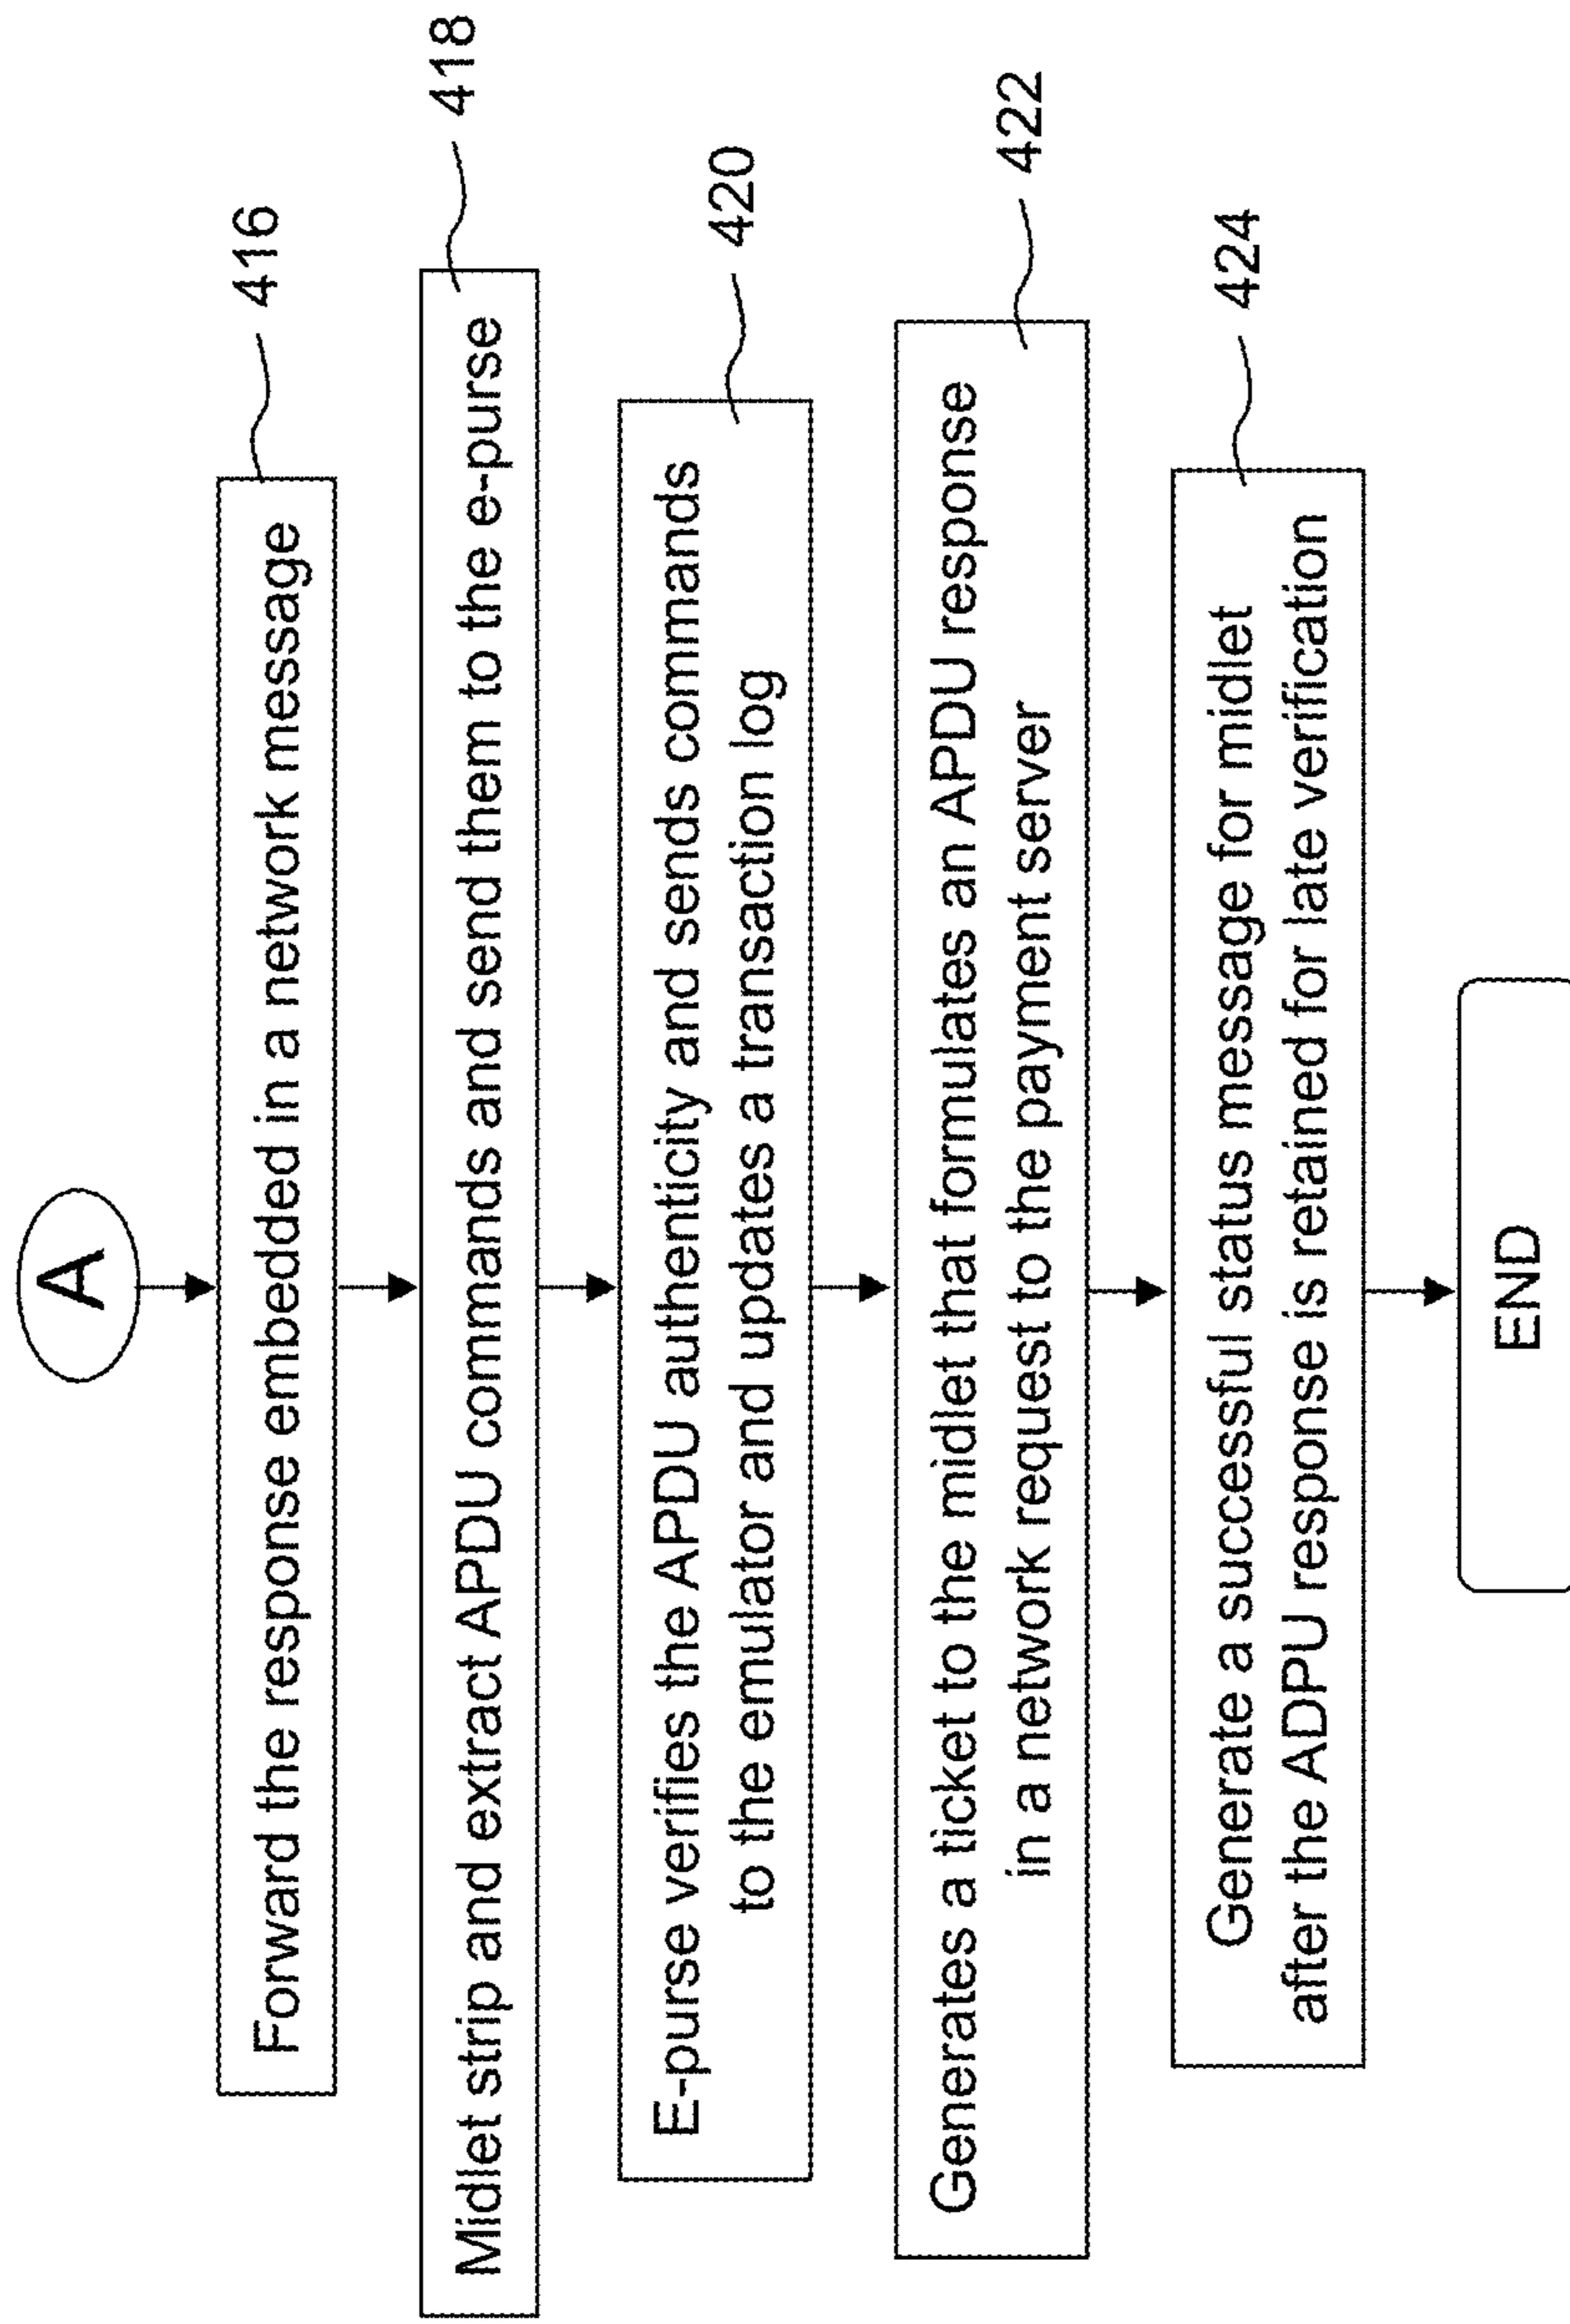 A
Forward the response embedded in a network message
416
Midlet strip and extract APDU commands and send them to the e-purse
418
E-purse verifies the APDU authenticity and sends commands
to the emulator and updates a transaction log
420
Generates a ticket to the midlet that formulates an APDU response
in a network request to the payment server
422
Generate a successful status message for midlet
after the ADPU response is retained for late verification
424
END